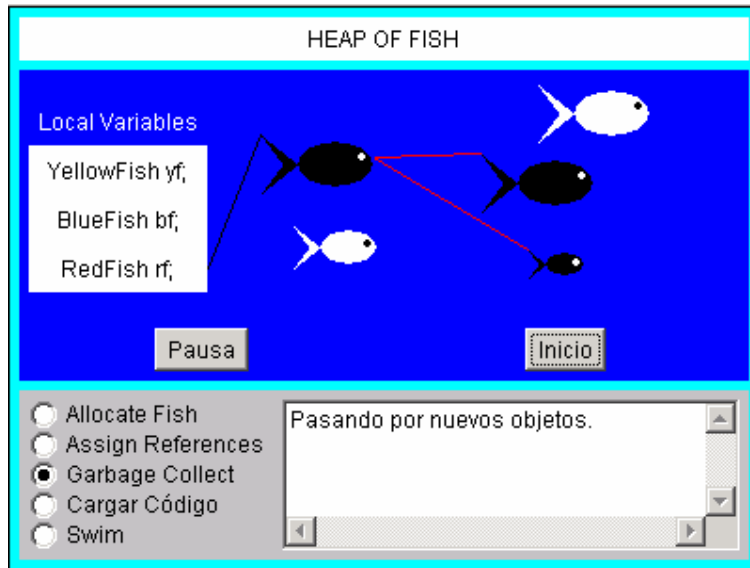 HEAP OF FISH
Local Variables
YellowFish yf;
BlueFish bf;
RedFish rf;
Pausa
Inicio
Allocate Fish
Assign References
Garbage Collect
Cargar Código
Swim
Pasando por nuevos objetos.